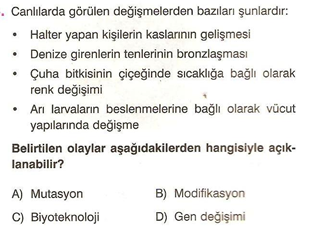 . Canlılarda görülen değişmelerden bazıları şunlardır:
• Halter yapan kişilerin kaslarının gelişmesi
• Denize girenlerin tenlerinin bronzlaşması
• Çuha bitkisinin çiçeğinde sıcaklığa bağlı olarak
renk değişimi
• Arı larvaların beslenmelerine bağlı olarak vücut
yapılarında değişme
Belirtilen olaylar aşağıdakilerden hangisiyle açık-
lanabilir?
A) Mutasyon B) Modifikasyon
C) Biyoteknoloji D) Gen değişimi